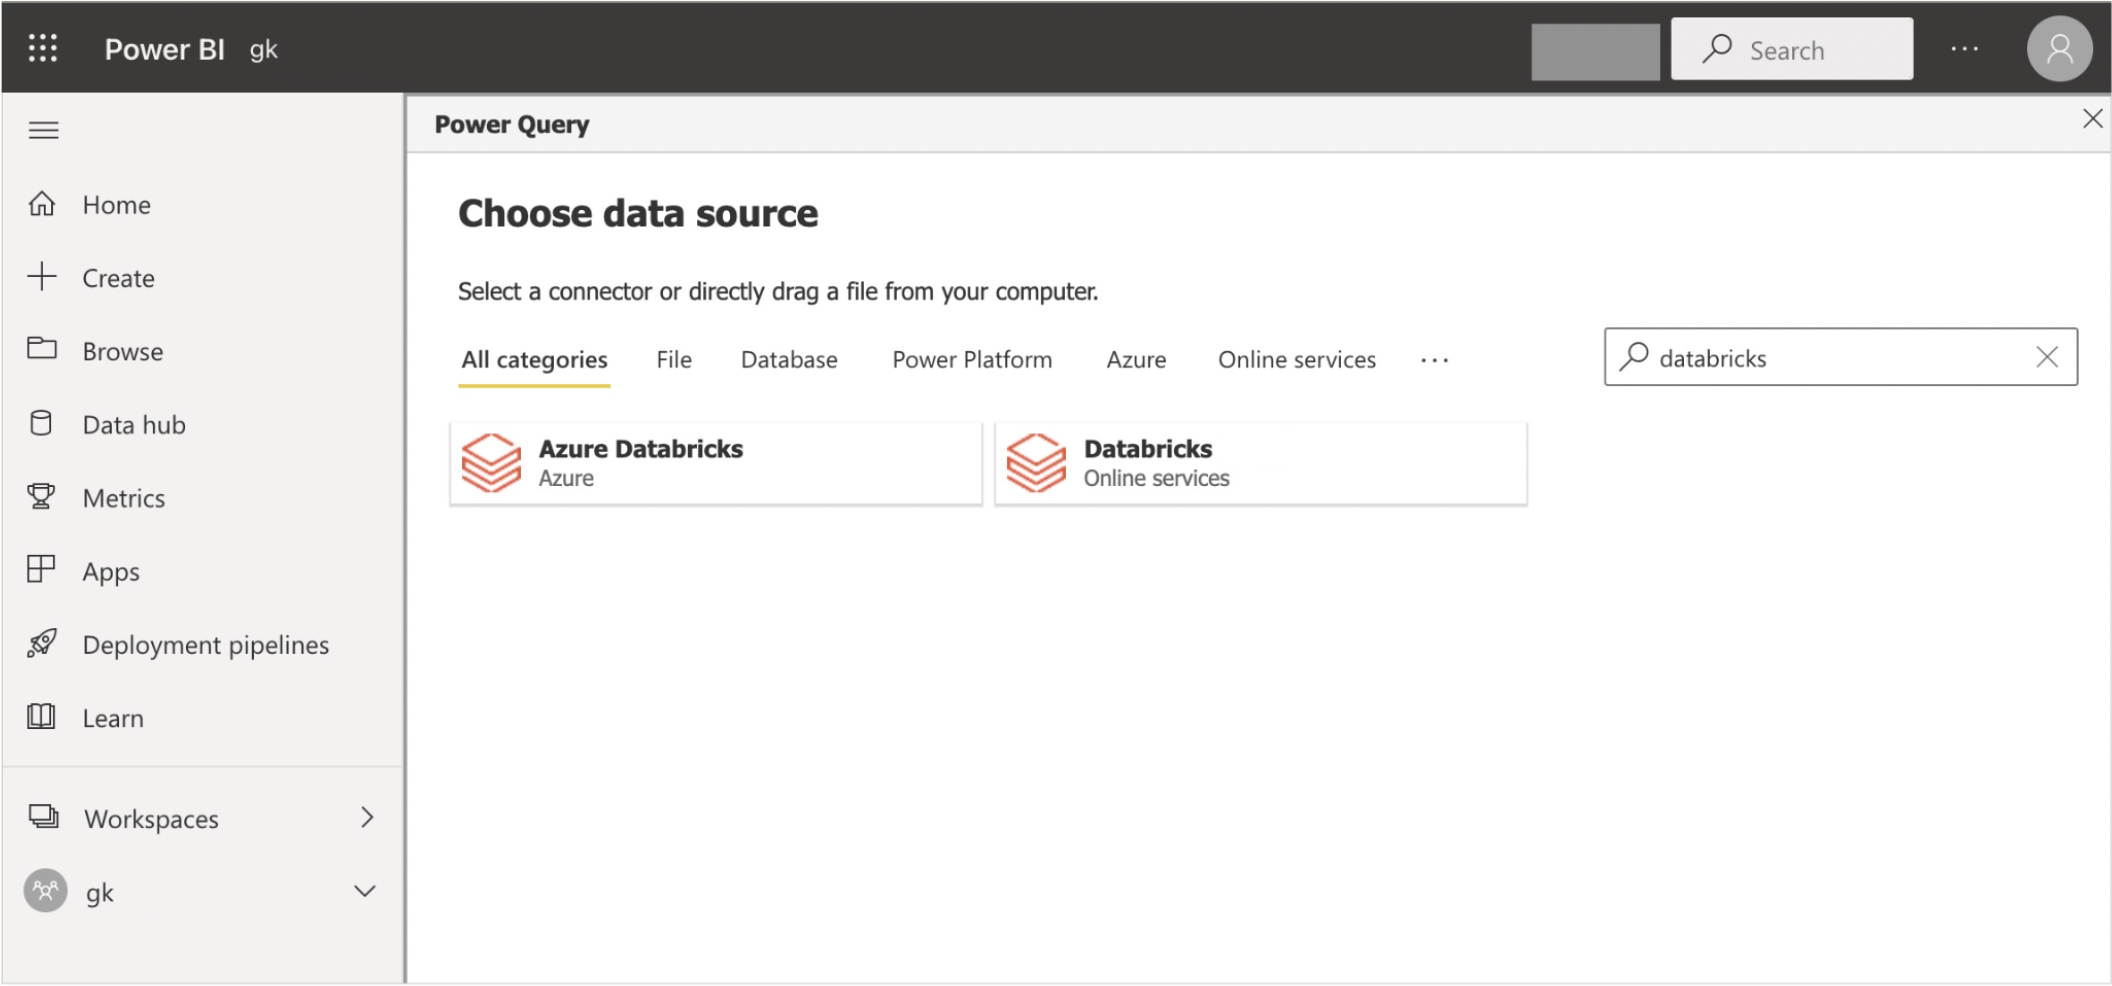 Power BI gk
Search
Power Query
Home
Create
Browse
Data hub
Metrics
Apps
Deployment pipelines
Learn
Workspaces
gk
Choose data source
Select a connector or directly drag a file from your computer.
All categories File Database Power Platform Azure Online services ...
databricks
Azure Databricks
Azure
Databricks
Online services